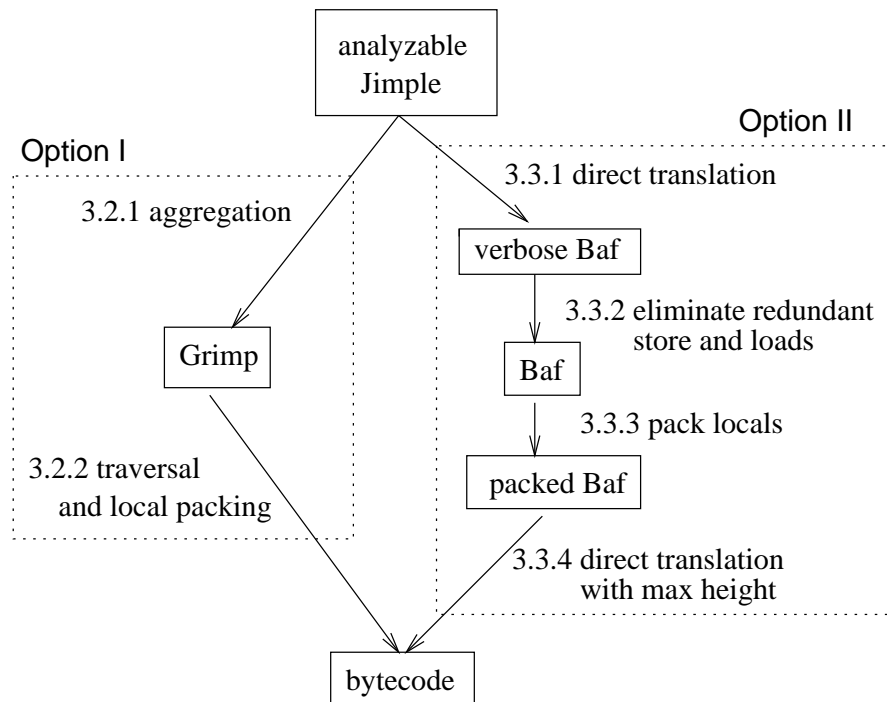 analyzable
Jimple
Option I
Option II
3.2.1 aggregation
3.3.1 direct translation
verbose Baf
3.3.2 eliminate redundant
store and loads
Grimp
Baf
3.3.3 pack locals
3.2.2 traversal
and local packing
packed Baf
3.3.4 direct translation
with max height
bytecode